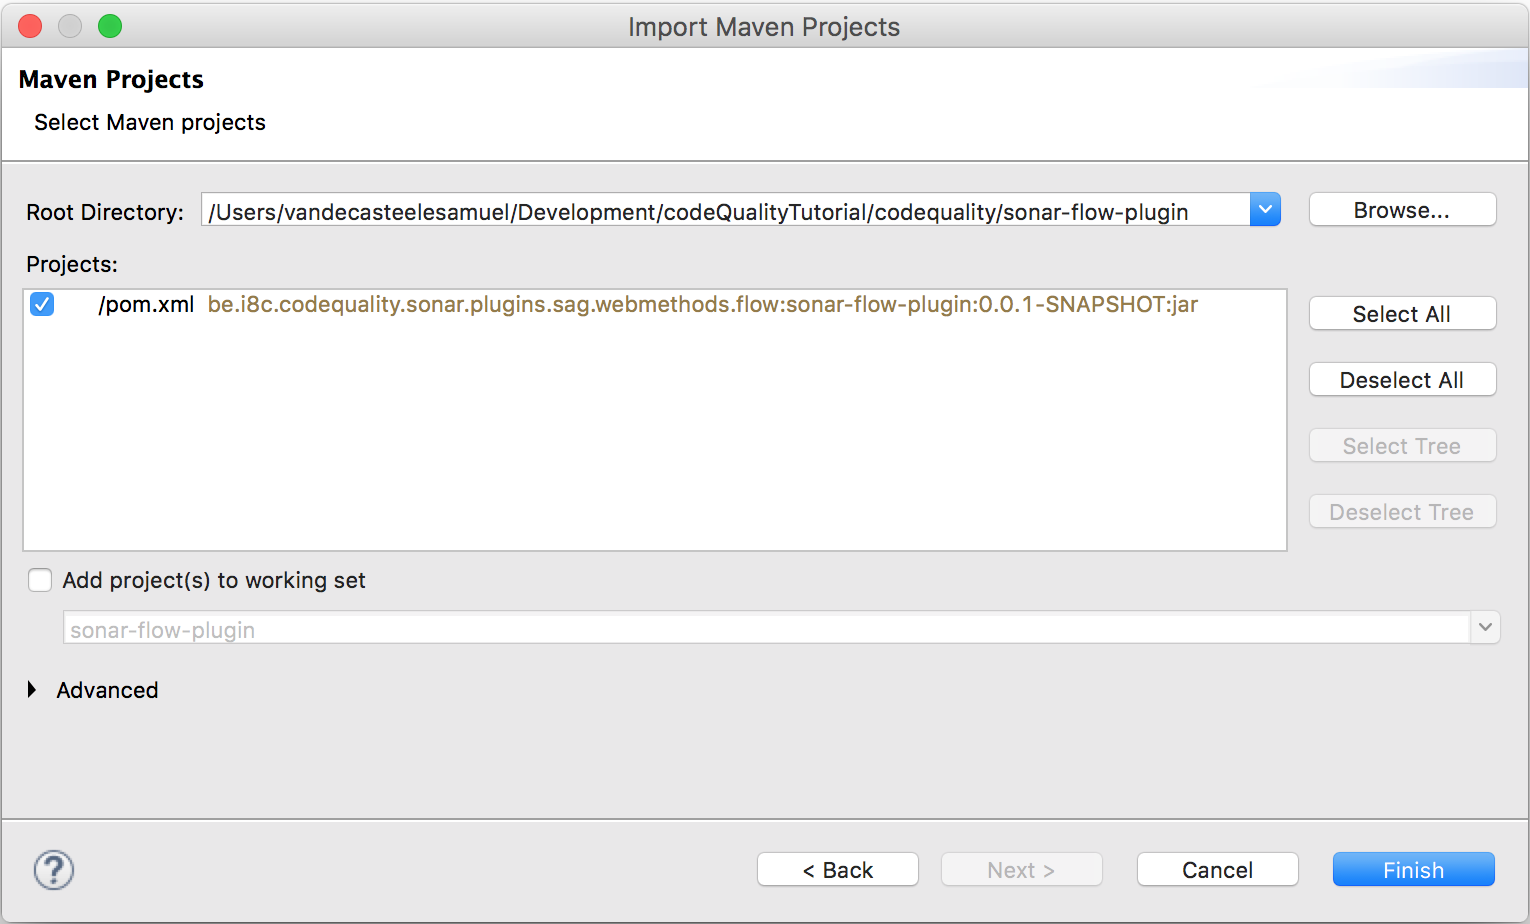 Import Maven Projects
Maven Projects
Select Maven projects
Root Directory: /Users/vandecasteelesamuel/Development/codeQualityTutorial/codequality/sonar-flow-plugin Browse...
Projects:
/pom.xml be.i8c.codequality.sonar.plugins.sag.webmethods.flow:sonar-flow-plugin:0.0.1-SNAPSHOT:jar
Select All
Deselect All
Select Tree
Deselect Tree
Add project(s) to working set
sonar-flow-plugin
Advanced
? < Back Next > Cancel Finish